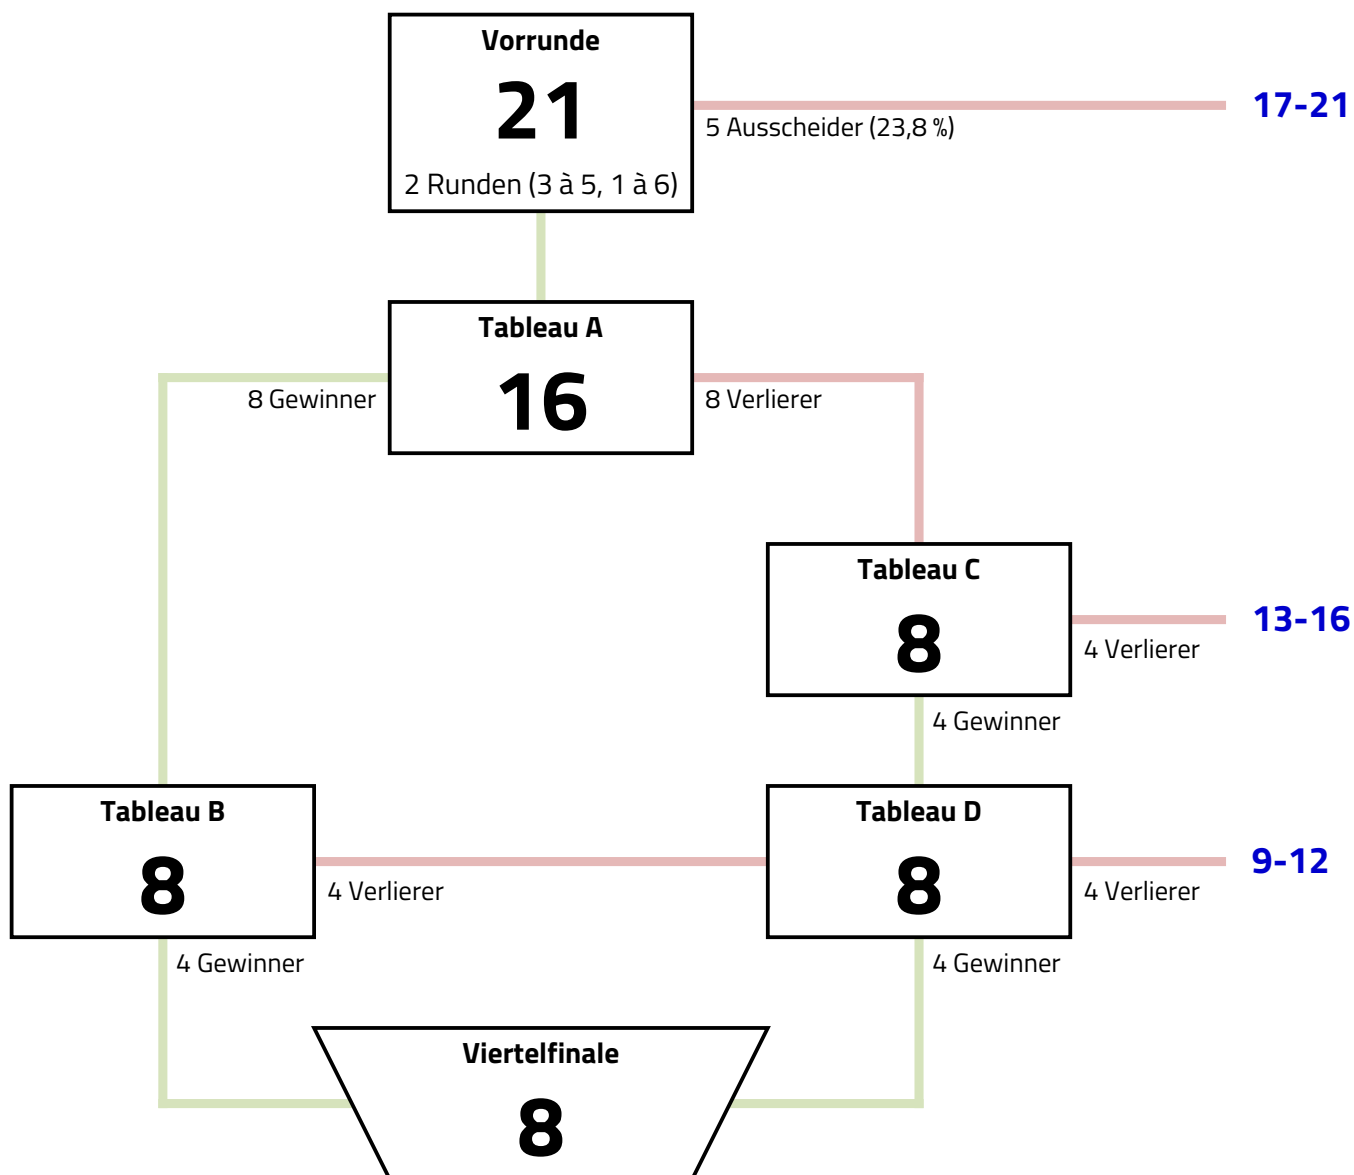 Vorrunde
21
2 Runden (3 à 5, 1 à 6)
5 Ausscheider (23,8 %)
17-21
Tableau A
16
8 Gewinner
8 Verlierer
Tableau C
8
4 Verlierer
13-16
4 Gewinner
Tableau B
8
4 Verlierer
Tableau D
8
4 Verlierer
9-12
4 Gewinner
4 Gewinner
Viertelfinale
8